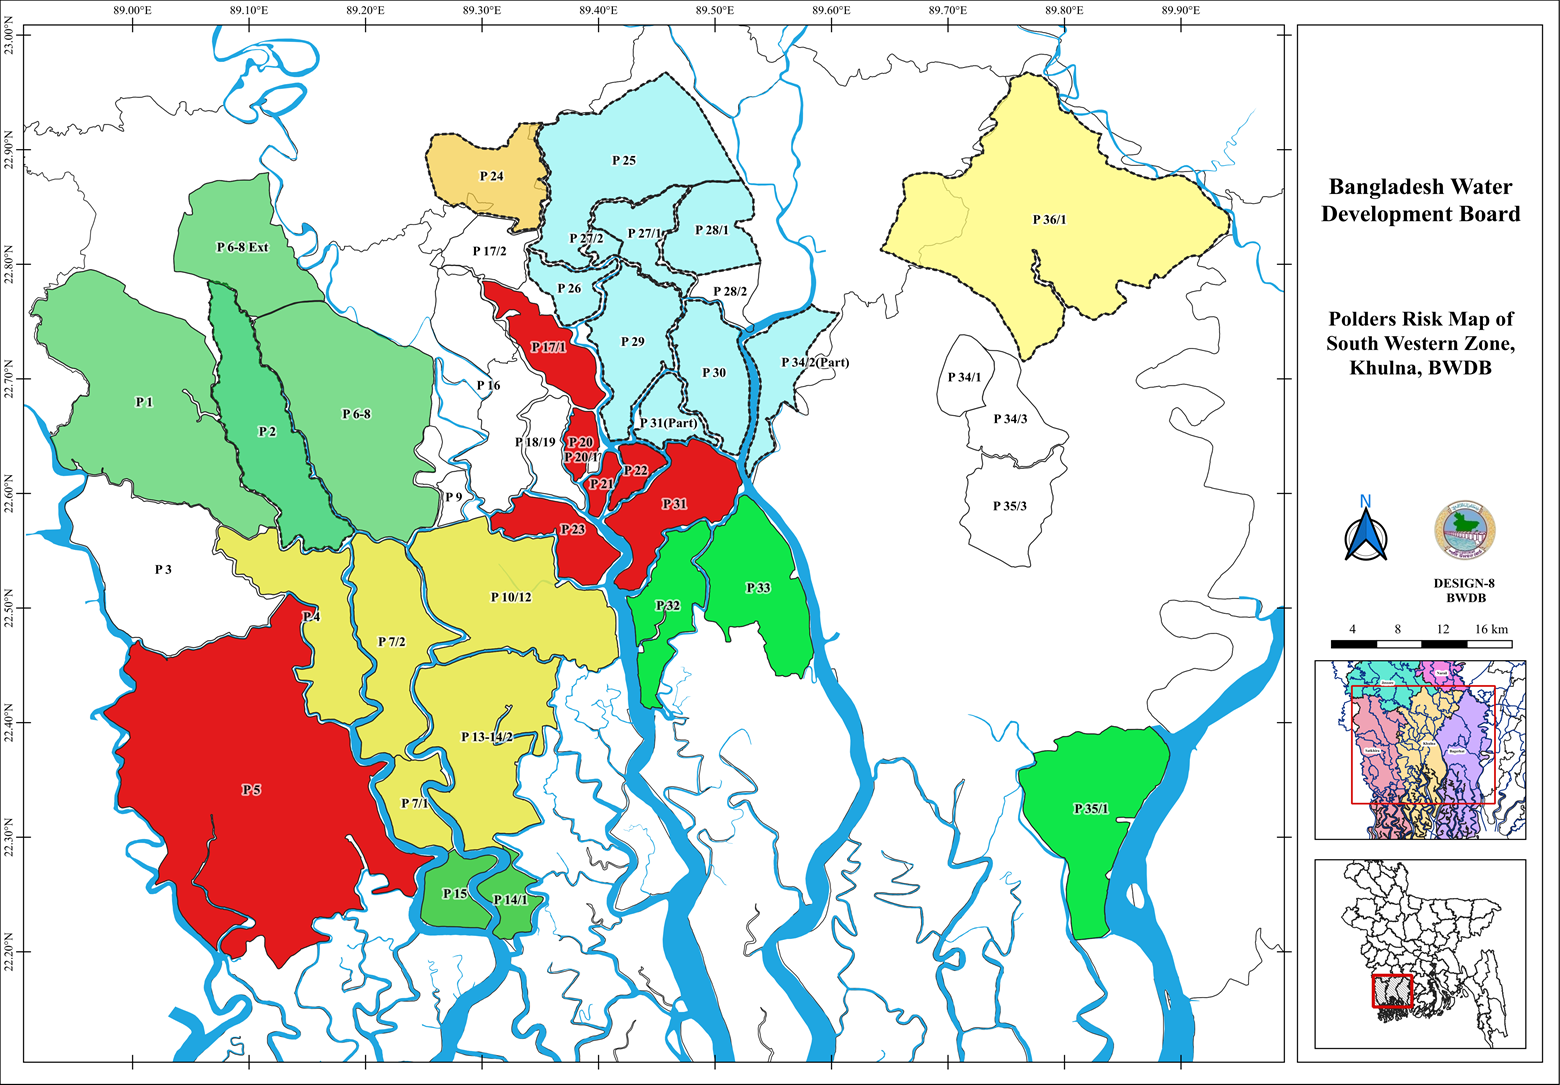 89.00°E 89.10°E 89.20°E 89.30°E 89.40°E 89.50°E 89.60°E 89.70°E 89.80°E 89.90°E
23.00°N
22.90°N
22.80°N
22.70°N
22.60°N
22.50°N
22.40°N
22.30°N
22.20°N
P 25
P 24
P 36/1
P 28/1
P 27/1
P 27/2
P 6-8 Ext
P 17/2
P 26
P 28/2
P 29
P 17/1
P 34/2(Part)
P 30
P 34/1
P 16
P 1
P 6-8
P 34/3
P 31(Part)
P 2
P 18/19
P 20
P 20/1
P 22
P 21
P 9
P 31
P 35/3
P 23
P 3
P 33
P 10/12
P 32
P 4
P 7/2
P 13-14/2
P 5
P 7/1
P 35/1
P 15
P 14/1
Bangladesh Water
Development Board
Polders Risk Map of
South Western Zone,
Khulna, BWDB
N
DESIGN-8
BWDB
4 8 12 16 km